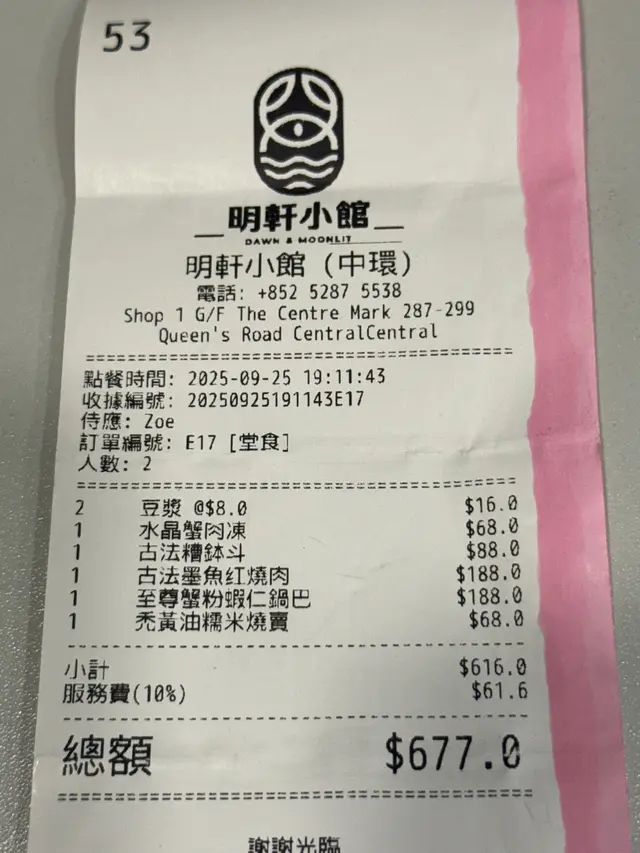 53
明軒小館
DAWN & MOONLIT
明軒小館 (中環)
電話: +852 5287 5538
Shop 1 G/F The Centre Mark 287-299
Queen's Road CentralCentral
點餐時間: 2025-09-25 19:11:43
收據編號: 20250925191143E17
侍應: Zoe
訂單編號: E17 [堂食]
人數: 2
2 豆漿 @$8.0 $16.0
1 水晶蟹肉凍 $68.0
1 古法糟鉢斗 $88.0
1 古法墨魚红燒肉 $188.0
1 至尊蟹粉蝦仁鍋巴 $188.0
1 禿黃油糯米燒賣 $68.0
小計 $616.0
服務費(10%) $61.6
總額 $677.0
謝謝光臨